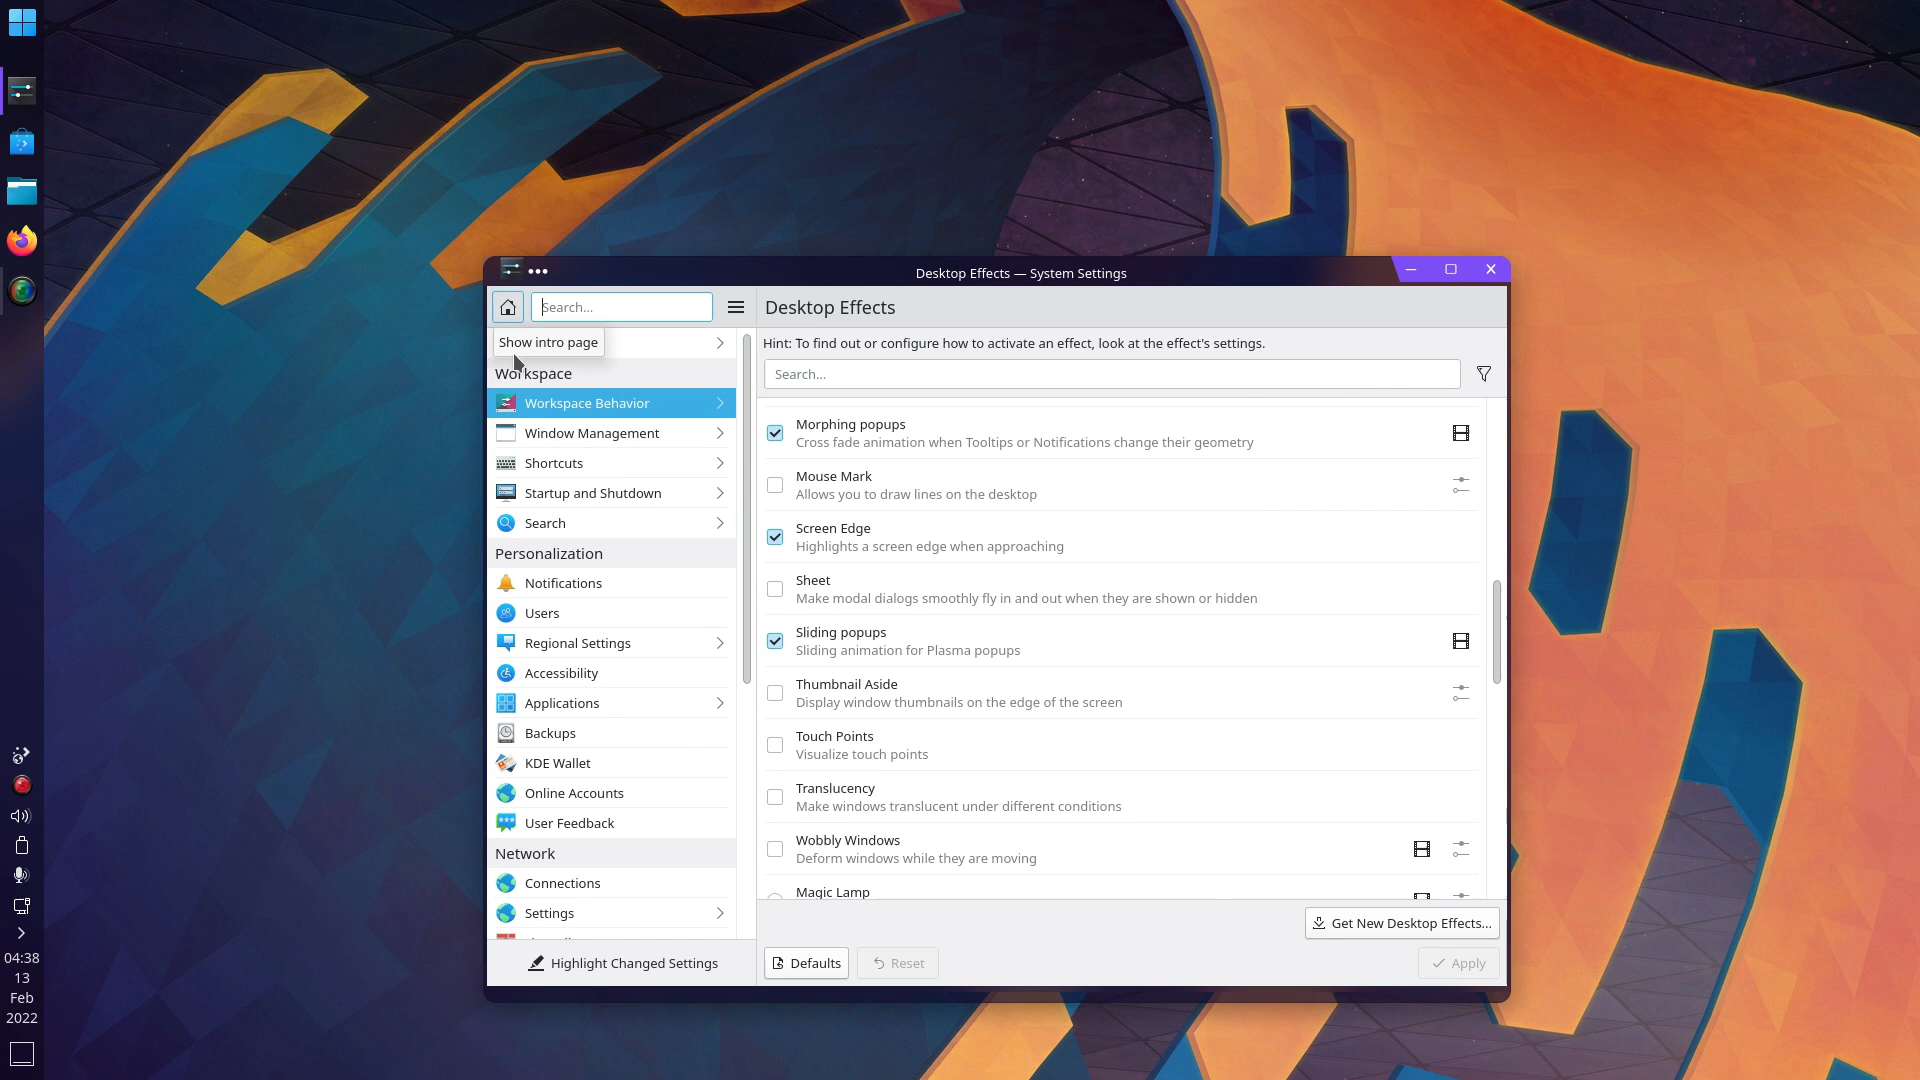 Desktop Effects — System Settings
Search...
Desktop Effects
Show intro page
Hint: To find out or configure how to activate an effect, look at the effect's settings.
Search...
Workspace
Workspace Behavior
Window Management
Shortcuts
Startup and Shutdown
Search
Personalization
Notifications
Users
Regional Settings
Accessibility
Applications
Backups
KDE Wallet
Online Accounts
User Feedback
Network
Connections
Settings
Highlight Changed Settings
Morphing popups
Cross fade animation when Tooltips or Notifications change their geometry
Mouse Mark
Allows you to draw lines on the desktop
Screen Edge
Highlights a screen edge when approaching
Sheet
Make modal dialogs smoothly fly in and out when they are shown or hidden
Sliding popups
Sliding animation for Plasma popups
Thumbnail Aside
Display window thumbnails on the edge of the screen
Touch Points
Visualize touch points
Translucency
Make windows translucent under different conditions
Wobbly Windows
Deform windows while they are moving
Magic Lamp
Get New Desktop Effects...
Defaults
Reset
Apply
04:38
13
Feb
2022